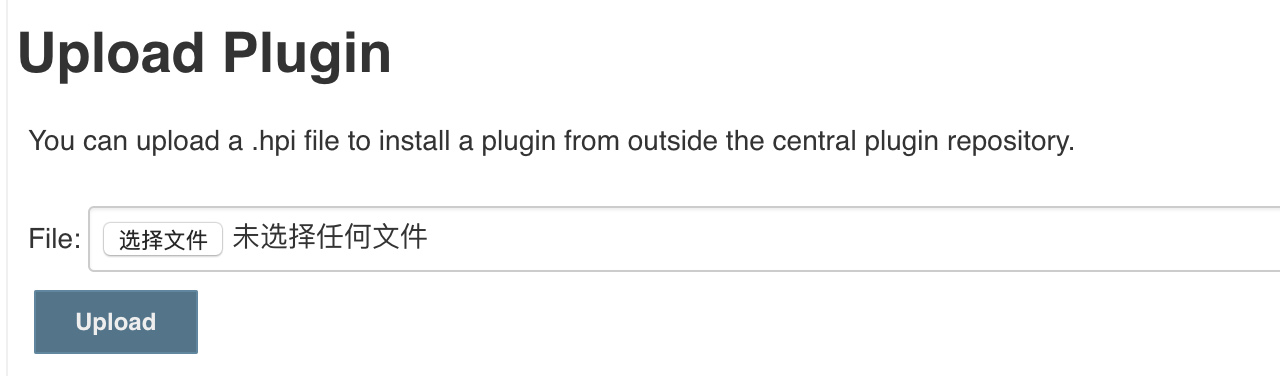 Upload Plugin
You can upload a .hpi file to install a plugin from outside the central plugin repository.
File: 选择文件 未选择任何文件
Upload